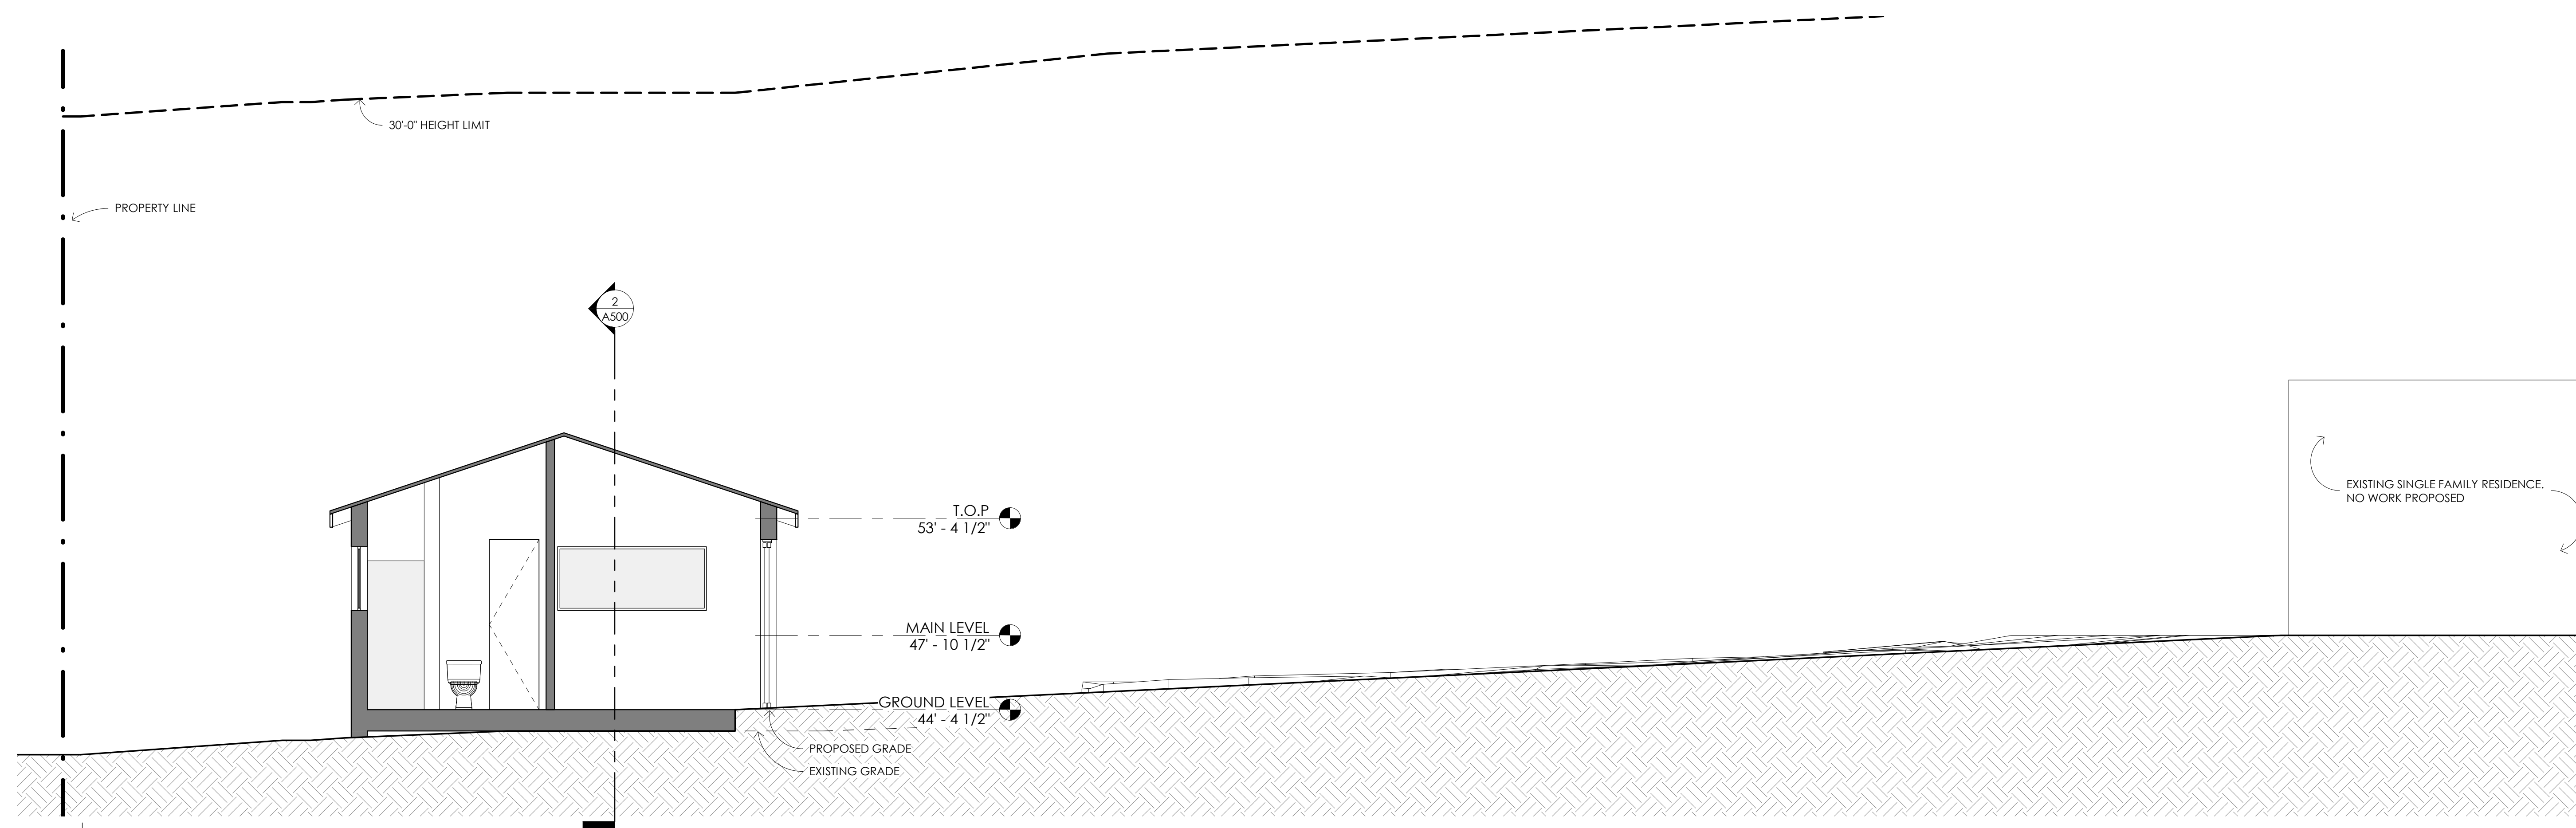 30'-0" HEIGHT LIMIT
PROPERTY LINE
2
A500
T.O.P
53' - 4 1/2"
EXISTING SINGLE FAMILY RESIDENCE.
NO WORK PROPOSED
MAIN LEVEL
47' - 10 1/2"
GROUND LEVEL
44' - 4 1/2"
PROPOSED GRADE
EXISTING GRADE